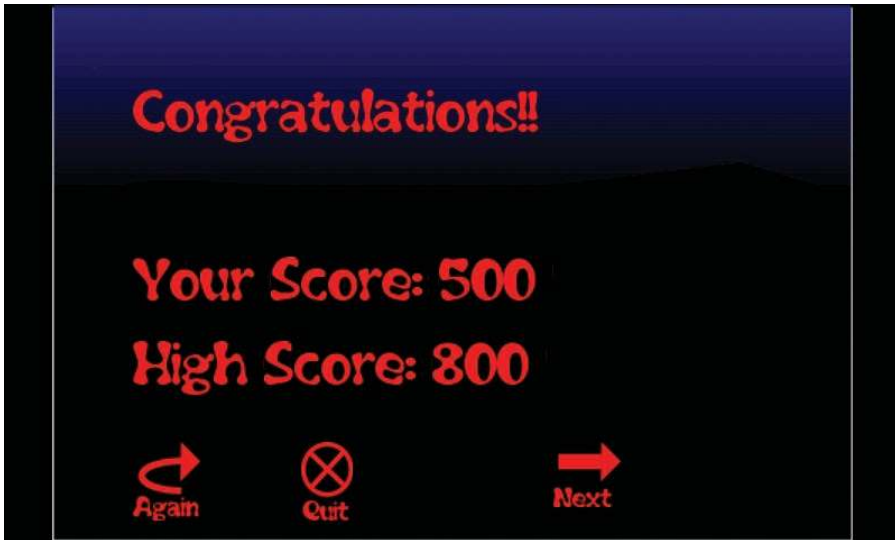 Congratulations!!
Your Score: 500
High Score: 800
Again Quit Next